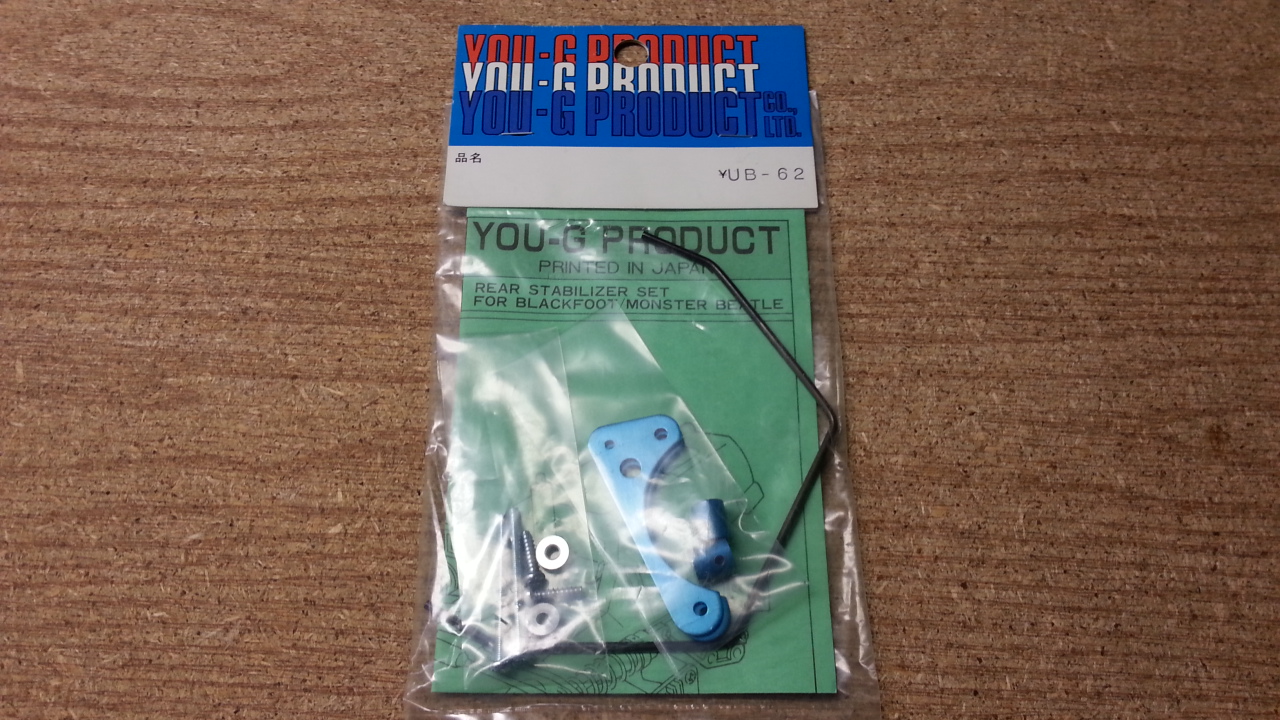 YOU-G PRODUCT
YOU-G PRODUCT
YOU-G PRODUCT CO., LTD.
品名
¥UB-62
YOU-G PRODUCT
PRINTED IN JAPAN
REAR STABILIZER SET
FOR BLACKFOOT/MONSTER BEETLE